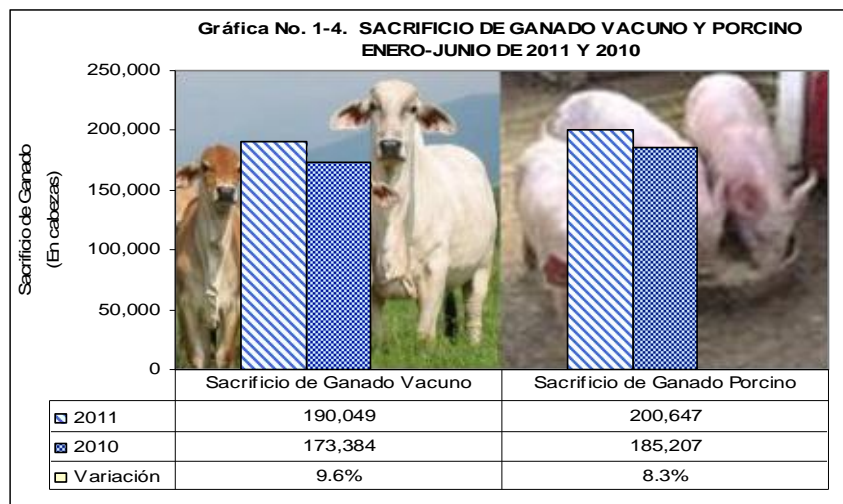 Gráfica No. 1-4. SACRIFICIO DE GANADO VACUNO Y PORCINO
ENERO-JUNIO DE 2011 Y 2010
Sacrificio de Ganado
(En cabezas)
250,000
200,000
150,000
100,000
50,000
0
Sacrificio de Ganado Vacuno Sacrificio de Ganado Porcino
2011 190,049 200,647
2010 173,384 185,207
Variación 9.6% 8.3%